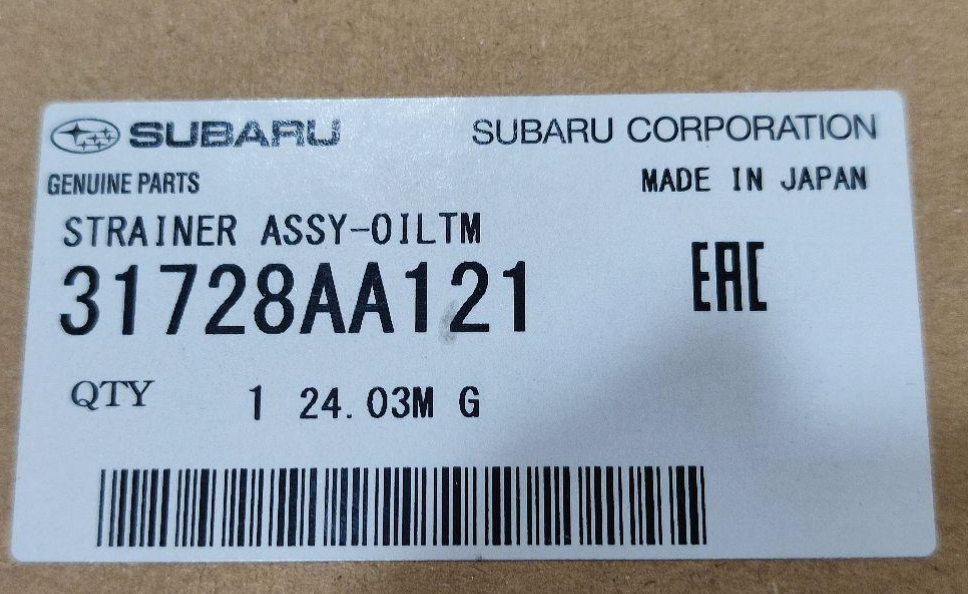 SUBARU SUBARU CORPORATION
GENUINE PARTS MADE IN JAPAN
STRAINER ASSY-OILTM
31728AA121 EAC
QTY 1 24.03M G